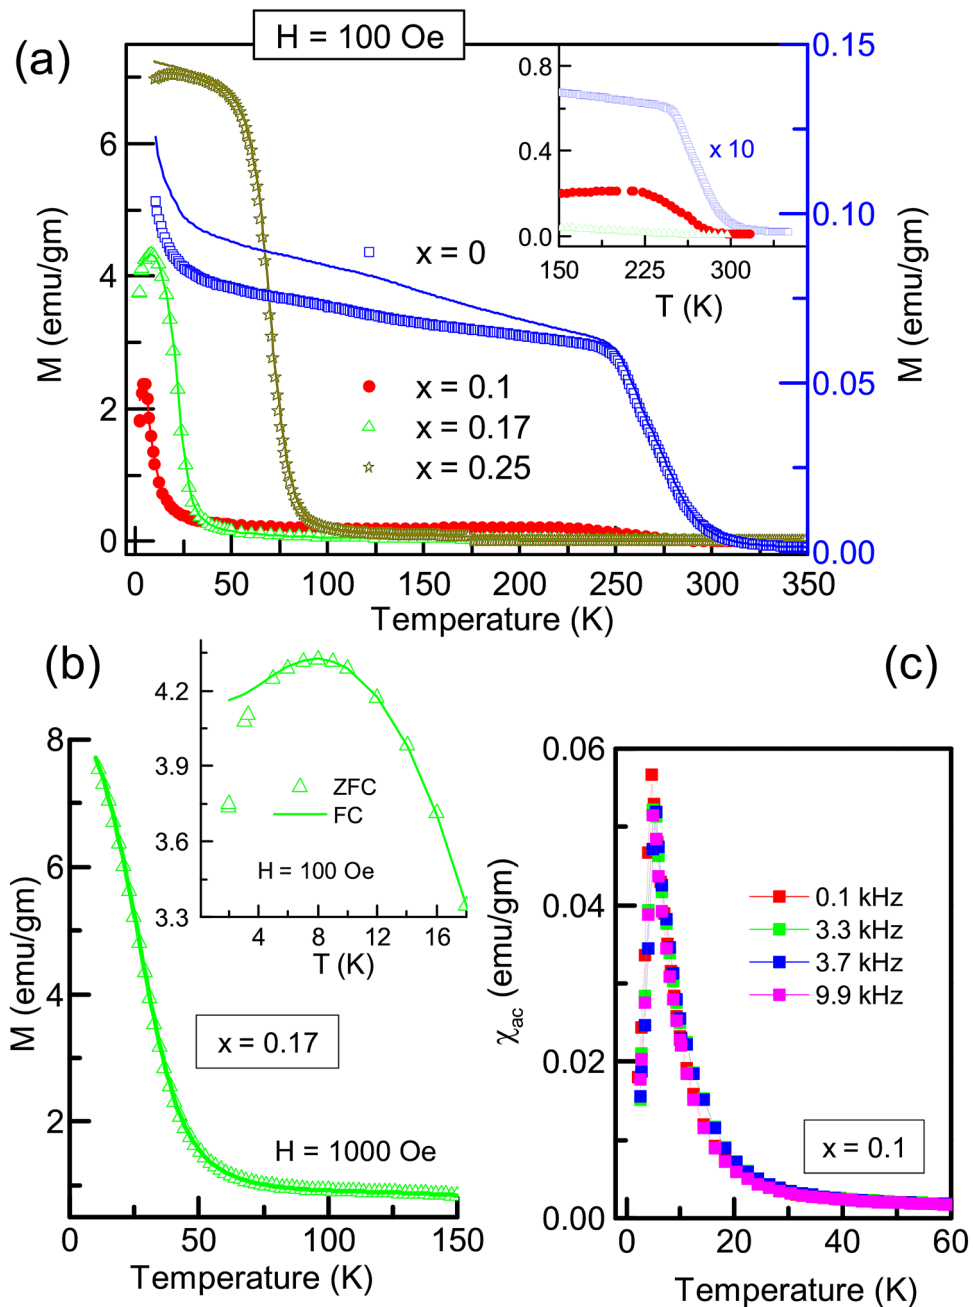 H = 100 Oe
(a)
0.15
0.10
0.05
0.00
M (emu/gm)
6
4
2
0
M (emu/gm)
0.8
0.4
0.0
x 10
150 225 300
T (K)
x = 0
x = 0.1
x = 0.17
x = 0.25
0 50 100 150 200 250 300 350
Temperature (K)
(b)
8
6
4
2
M (emu/gm)
4.2
3.9
3.6
3.3
ZFC
FC
H = 100 Oe
4 8 12 16
T (K)
x = 0.17
H = 1000 Oe
0 50 100 150
Temperature (K)
(c)
0.06
0.04
0.02
0.00
χac (emu/gm)
0.1 kHz
3.3 kHz
3.7 kHz
9.9 kHz
x = 0.1
0 20 40 60
Temperature (K)